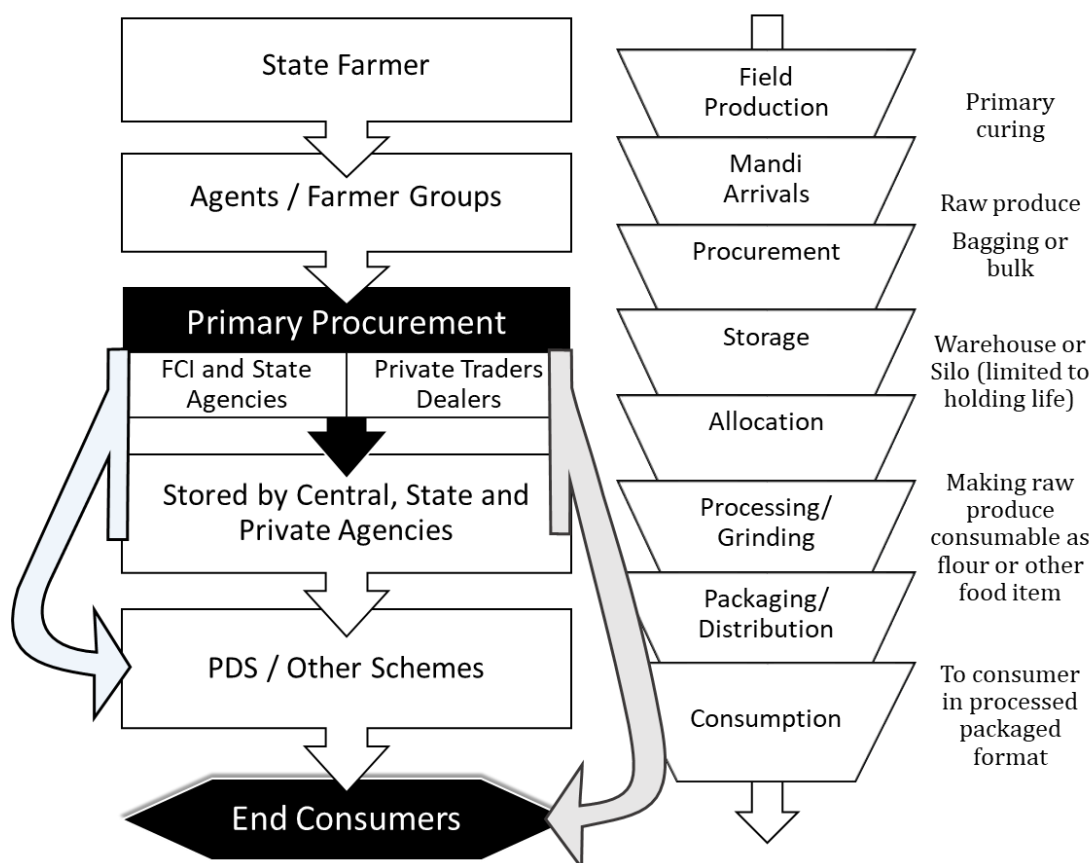 State Farmer
Agents / Farmer Groups
Primary Procurement
FCI and State
Agencies
Private Traders
Dealers
Stored by Central, State and
Private Agencies
PDS / Other Schemes
End Consumers
Field
Production
Mandi
Arrivals
Procurement
Storage
Allocation
Processing/
Grinding
Packaging/
Distribution
Consumption
Primary
curing
Raw produce
Bagging or
bulk
Warehouse or
Silo (limited to
holding life)
Making raw
produce
consumable as
flour or other
food item
To consumer
in processed
packaged
format